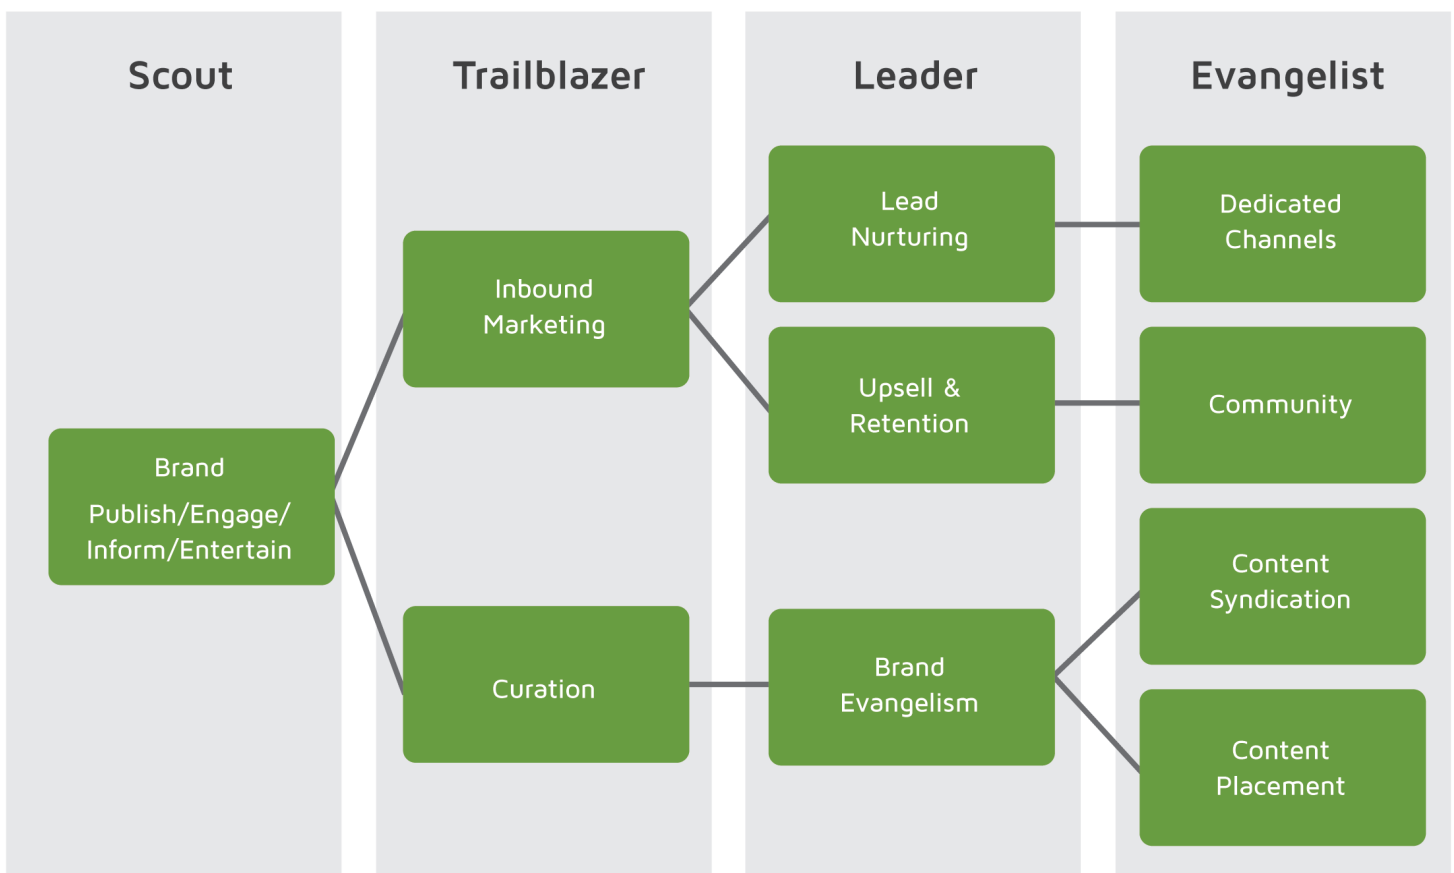 Scout
Trailblazer
Leader
Evangelist
Brand
Publish/Engage/
Inform/Entertain
Inbound
Marketing
Curation
Lead
Nurturing
Upsell &
Retention
Brand
Evangelism
Dedicated
Channels
Community
Content
Syndication
Content
Placement